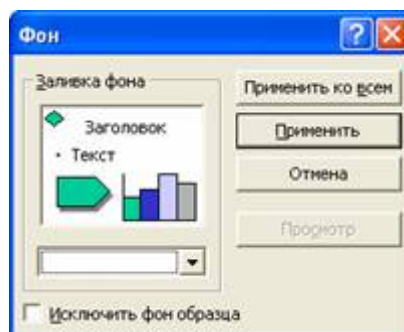 Фон
Заливка фона
Заголовок
• Текст
Применить ко всем
Применить
Отмена
Просмотр
Исключить фон образца